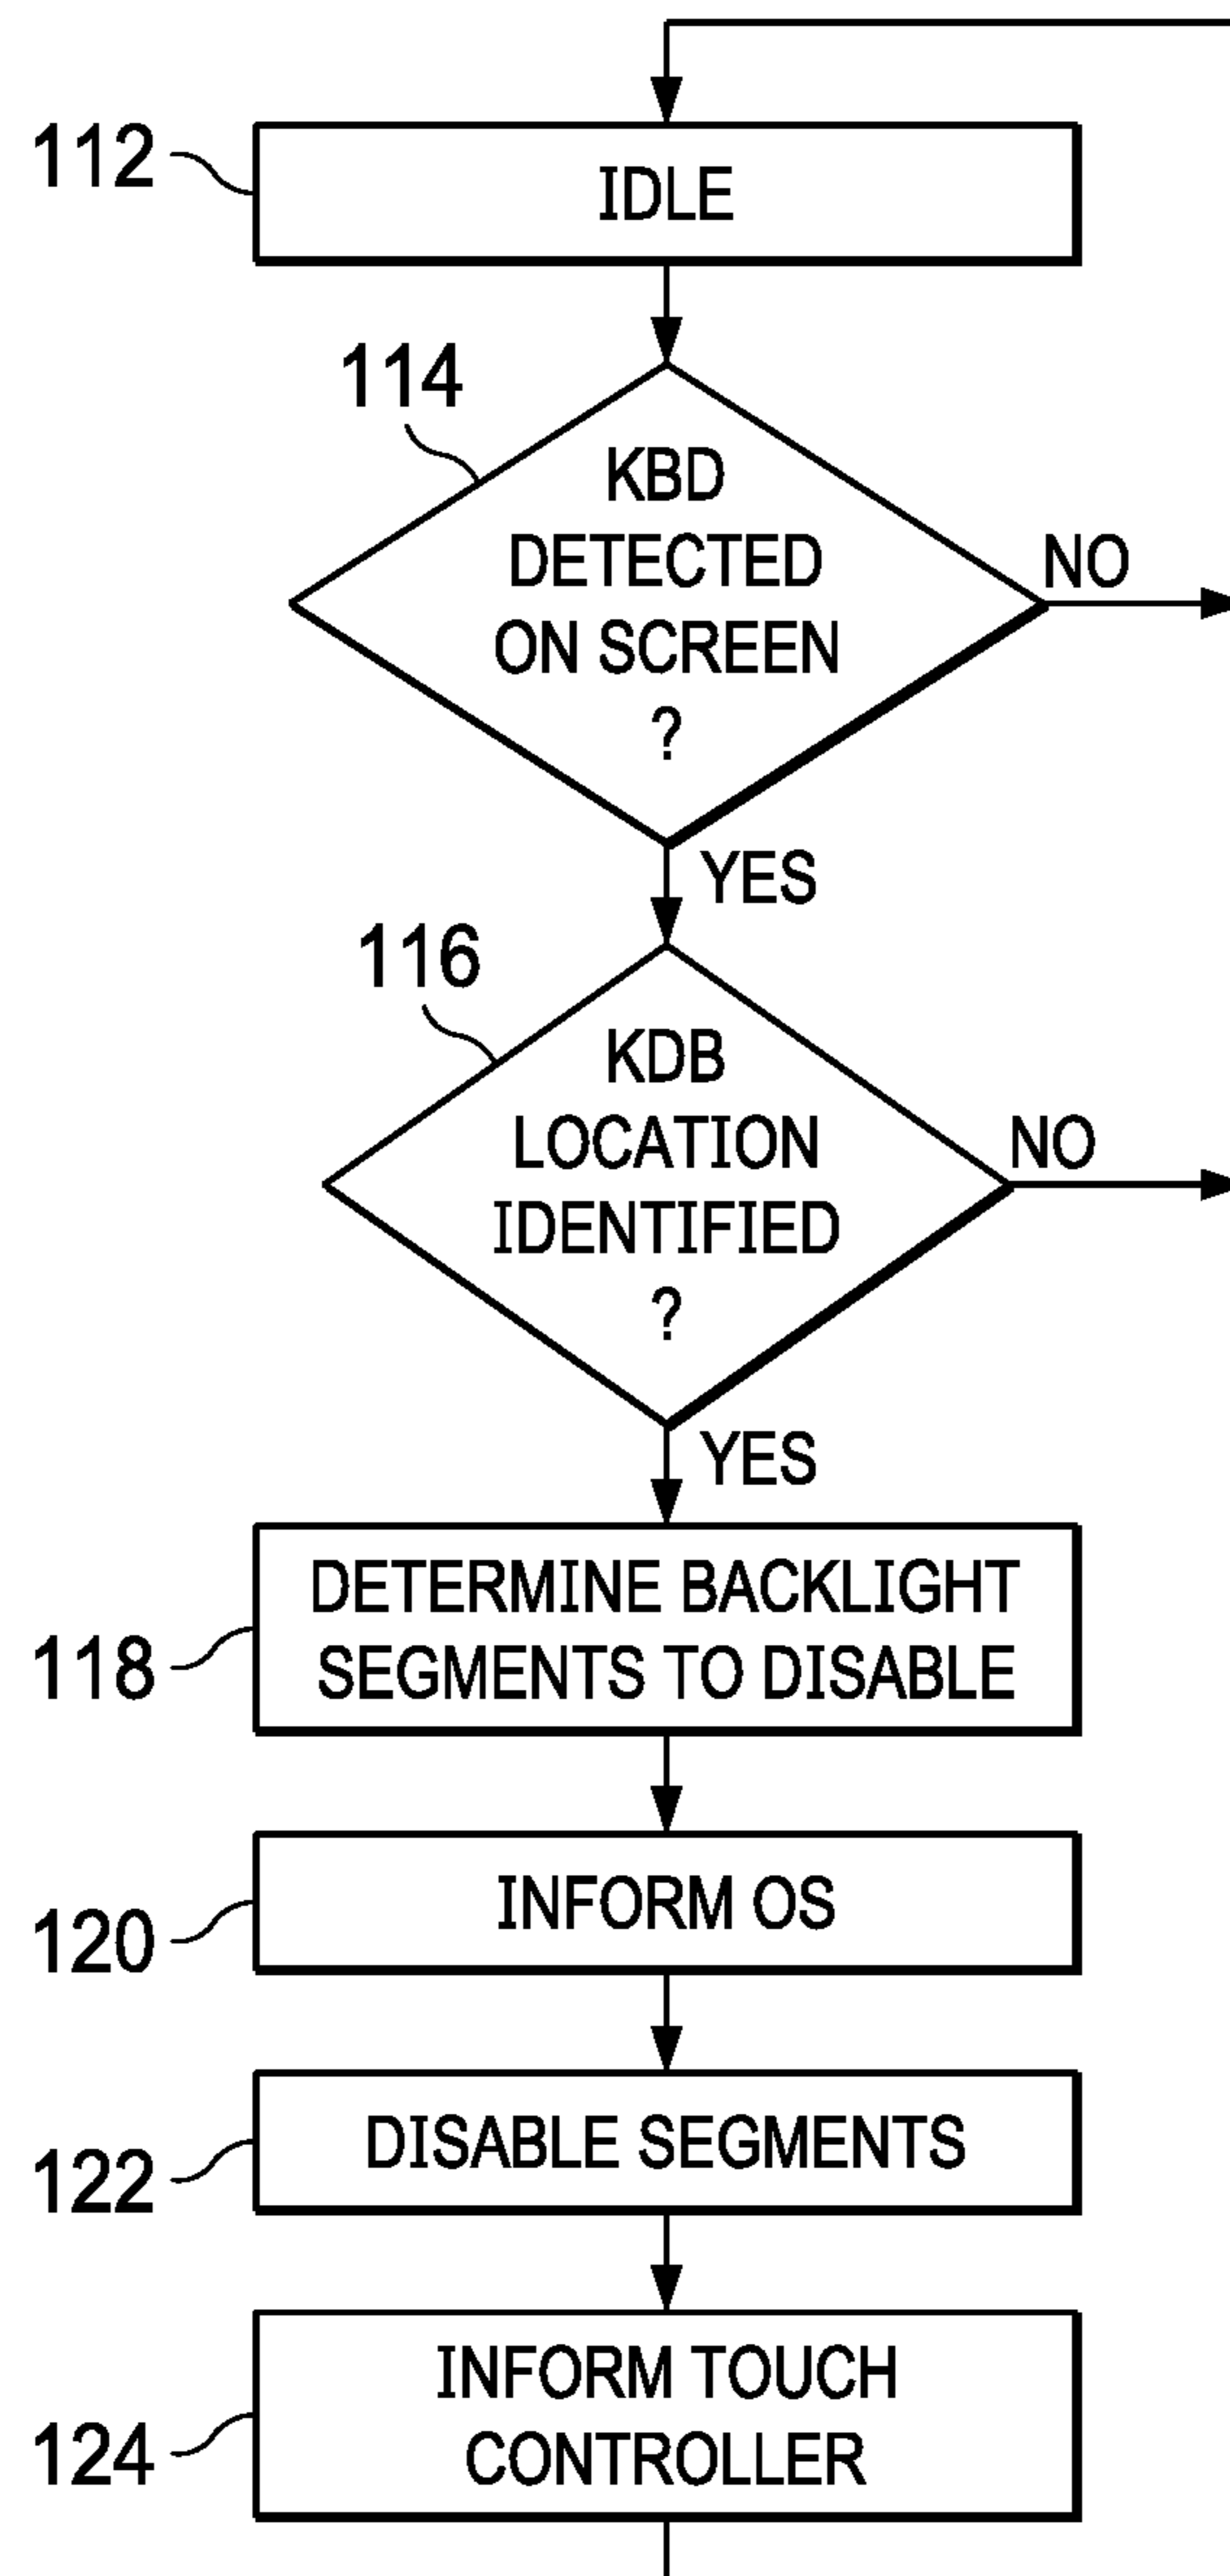 112
IDLE
114
KBD
DETECTED
ON SCREEN
?
NO
YES
116
KDB
LOCATION
IDENTIFIED
?
NO
YES
118
DETERMINE BACKLIGHT
SEGMENTS TO DISABLE
120
INFORM OS
122
DISABLE SEGMENTS
124
INFORM TOUCH
CONTROLLER